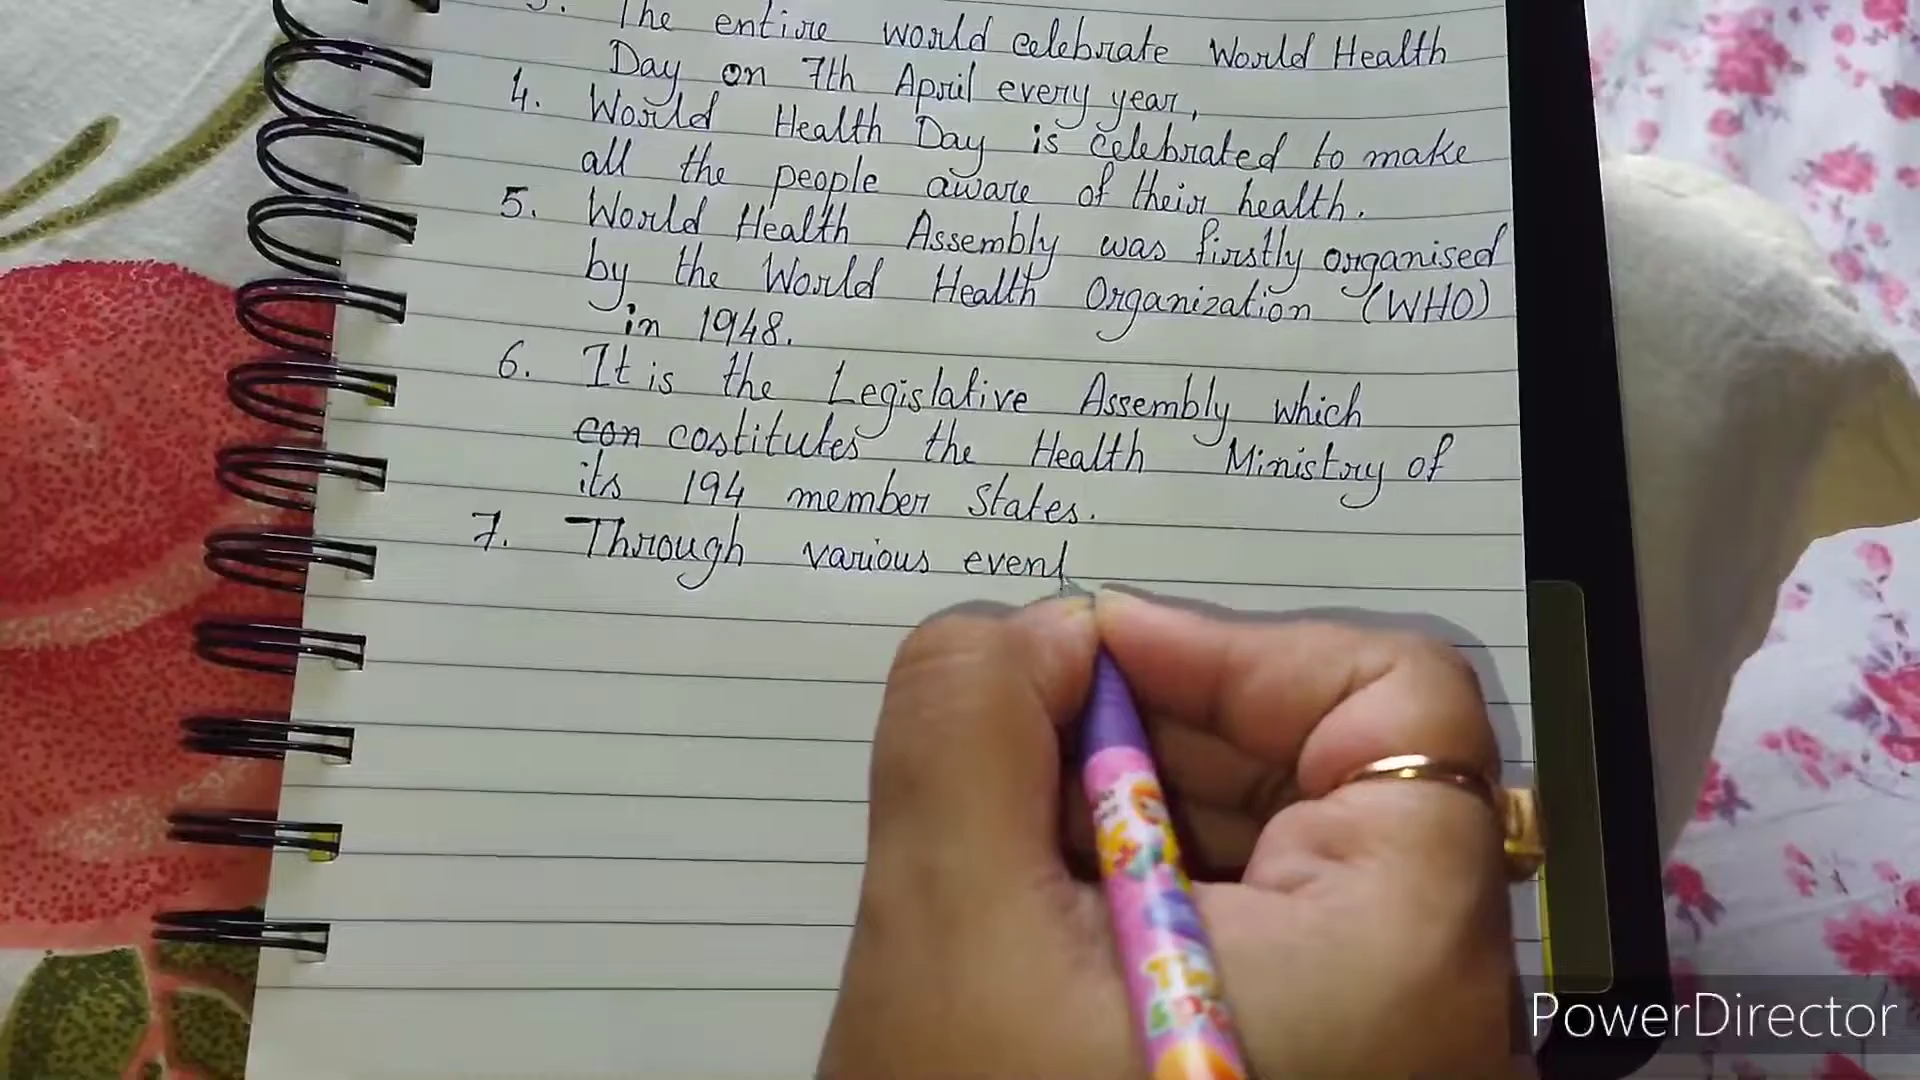 3. The entire world celebrate World Health
Day on 7th April every year,
4. World Health Day is celebrated to make
all the people aware of their health.
5. World Health Assembly was firstly organised
by the World Health Organization (WHO)
in 1948.
6. It is the Legislative Assembly which
con costitutes the Health Ministry of
its 194 member States.
7. Through various event
PowerDirector